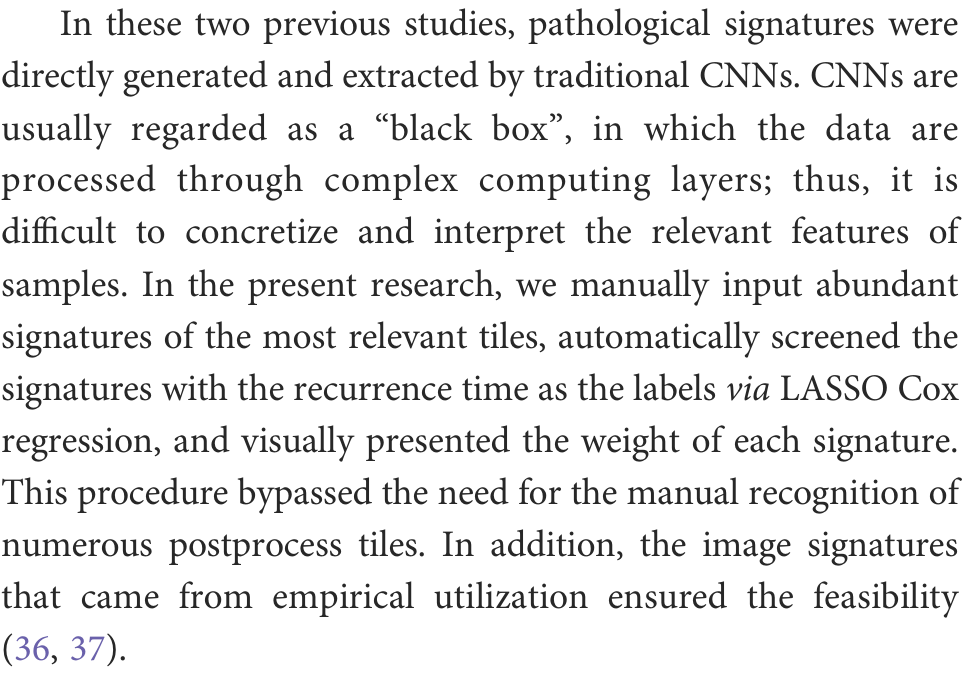 In these two previous studies, pathological signatures were
directly generated and extracted by traditional CNNs. CNNs are
usually regarded as a “black box”, in which the data are
processed through complex computing layers; thus, it is
difficult to concretize and interpret the relevant features of
samples. In the present research, we manually input abundant
signatures of the most relevant tiles, automatically screened the
signatures with the recurrence time as the labels via LASSO Cox
regression, and visually presented the weight of each signature.
This procedure bypassed the need for the manual recognition of
numerous postprocess tiles. In addition, the image signatures
that came from empirical utilization ensured the feasibility
(36, 37).